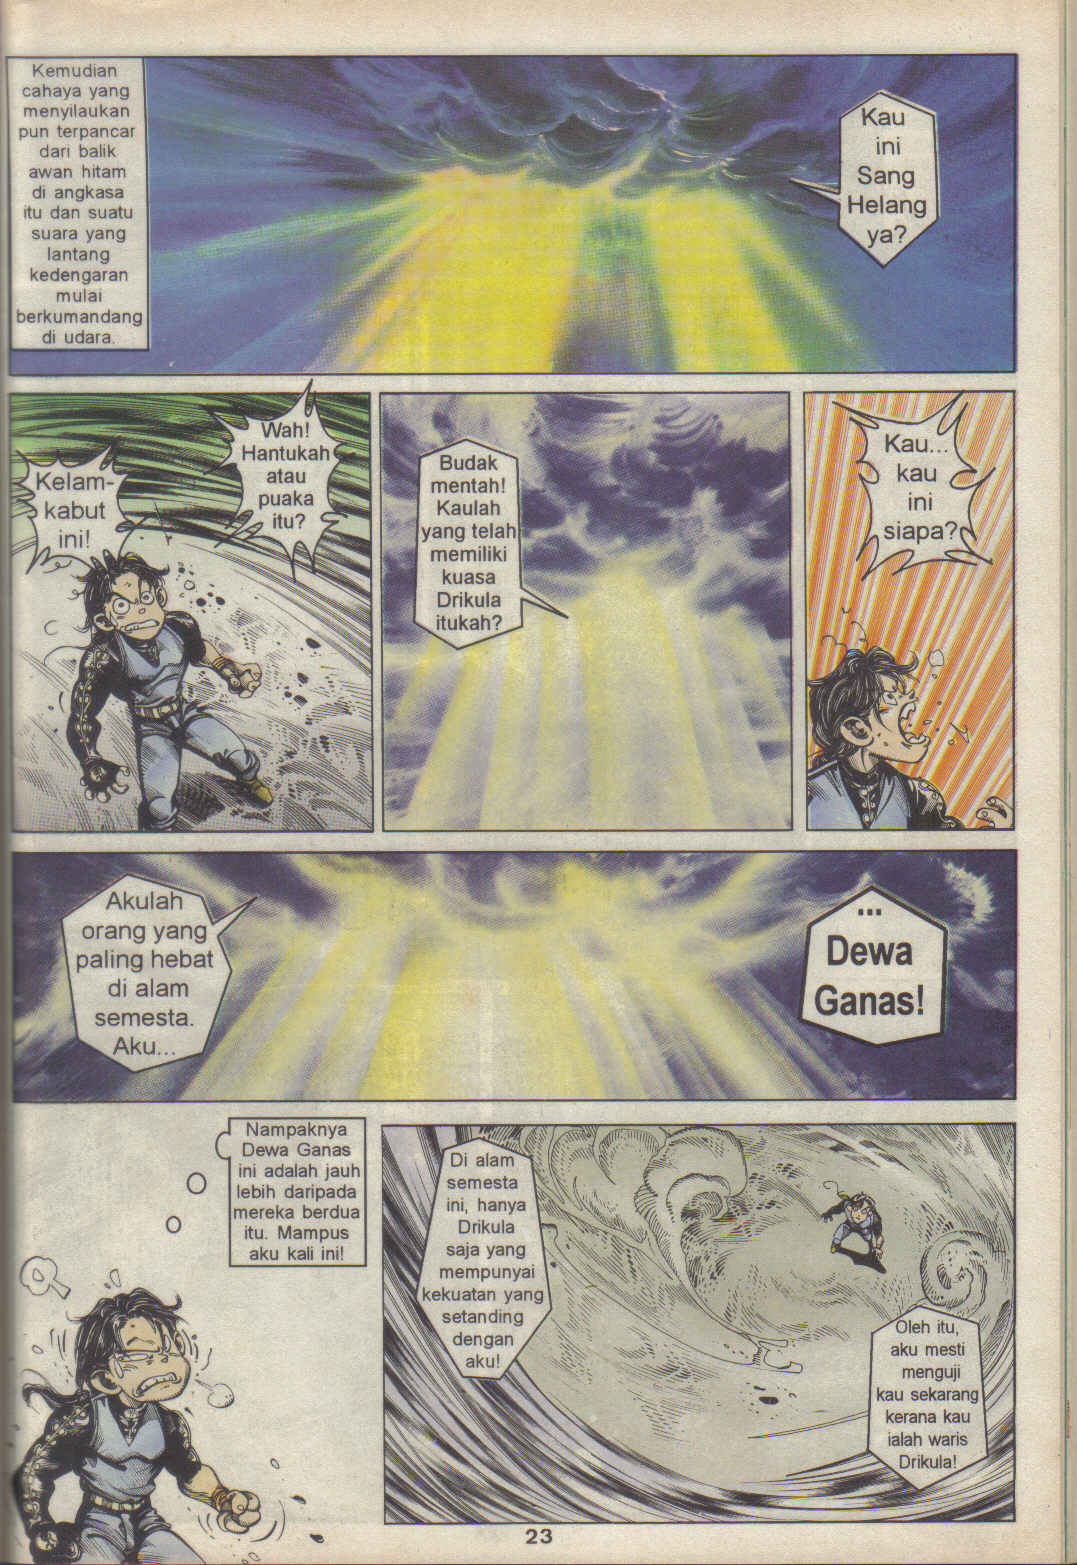 Kemudian
cahaya yang
menyilaukan
pun terpancar
dari balik
awan hitam
di angkasa
itu dan suatu
suara yang
lantang
kedengaran
mulai
berkumandang
di udara.
Kau
ini
Sang
Helang
ya?
Kelam-
kabut
ini!
Wah!
Hantukah
atau
puaka
itu?
Budak
mentah!
Kaulah
yang telah
memiliki
kuasa
Drikula
itukah?
Kau...
kau
ini
siapa?
Akulah
orang yang
paling hebat
di alam
semesta.
Aku...
...
Dewa
Ganas!
Nampaknya
Dewa Ganas
ini adalah jauh
lebih daripada
mereka berdua
itu. Mampus
aku kali ini!
Di alam
semesta
ini, hanya
Drikula
saja yang
mempunyai
kekuatan yang
setanding
dengan
aku!
Oleh itu,
aku mesti
menguji
kau sekarang
kerana kau
ialah waris
Drikula!
23